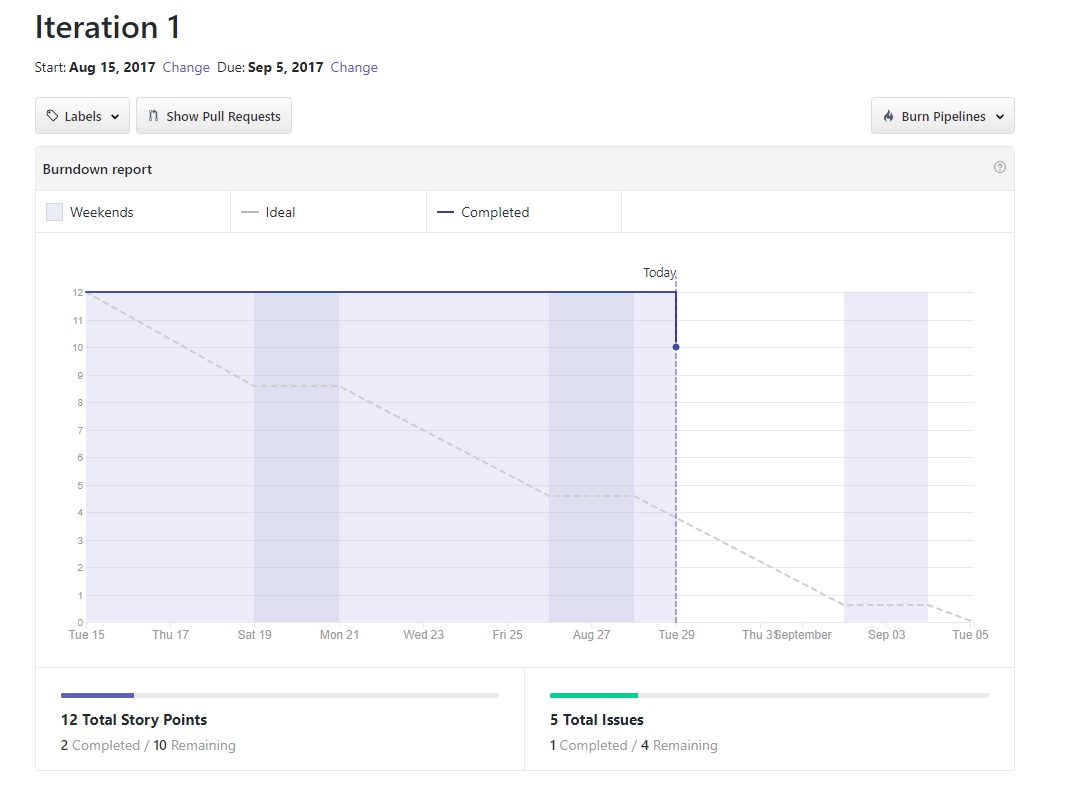 Iteration 1
Start: Aug 15, 2017 Change Due: Sep 5, 2017 Change
Labels Show Pull Requests Burn Pipelines
Burndown report
Weekends Ideal Completed
Today
12
11
10
9
8
7
6
5
4
3
2
1
0
Tue 15 Thu 17 Sat 19 Mon 21 Wed 23 Fri 25 Aug 27 Tue 29 Thu 31 September Sep 03 Tue 05
12 Total Story Points
2 Completed / 10 Remaining
5 Total Issues
1 Completed / 4 Remaining